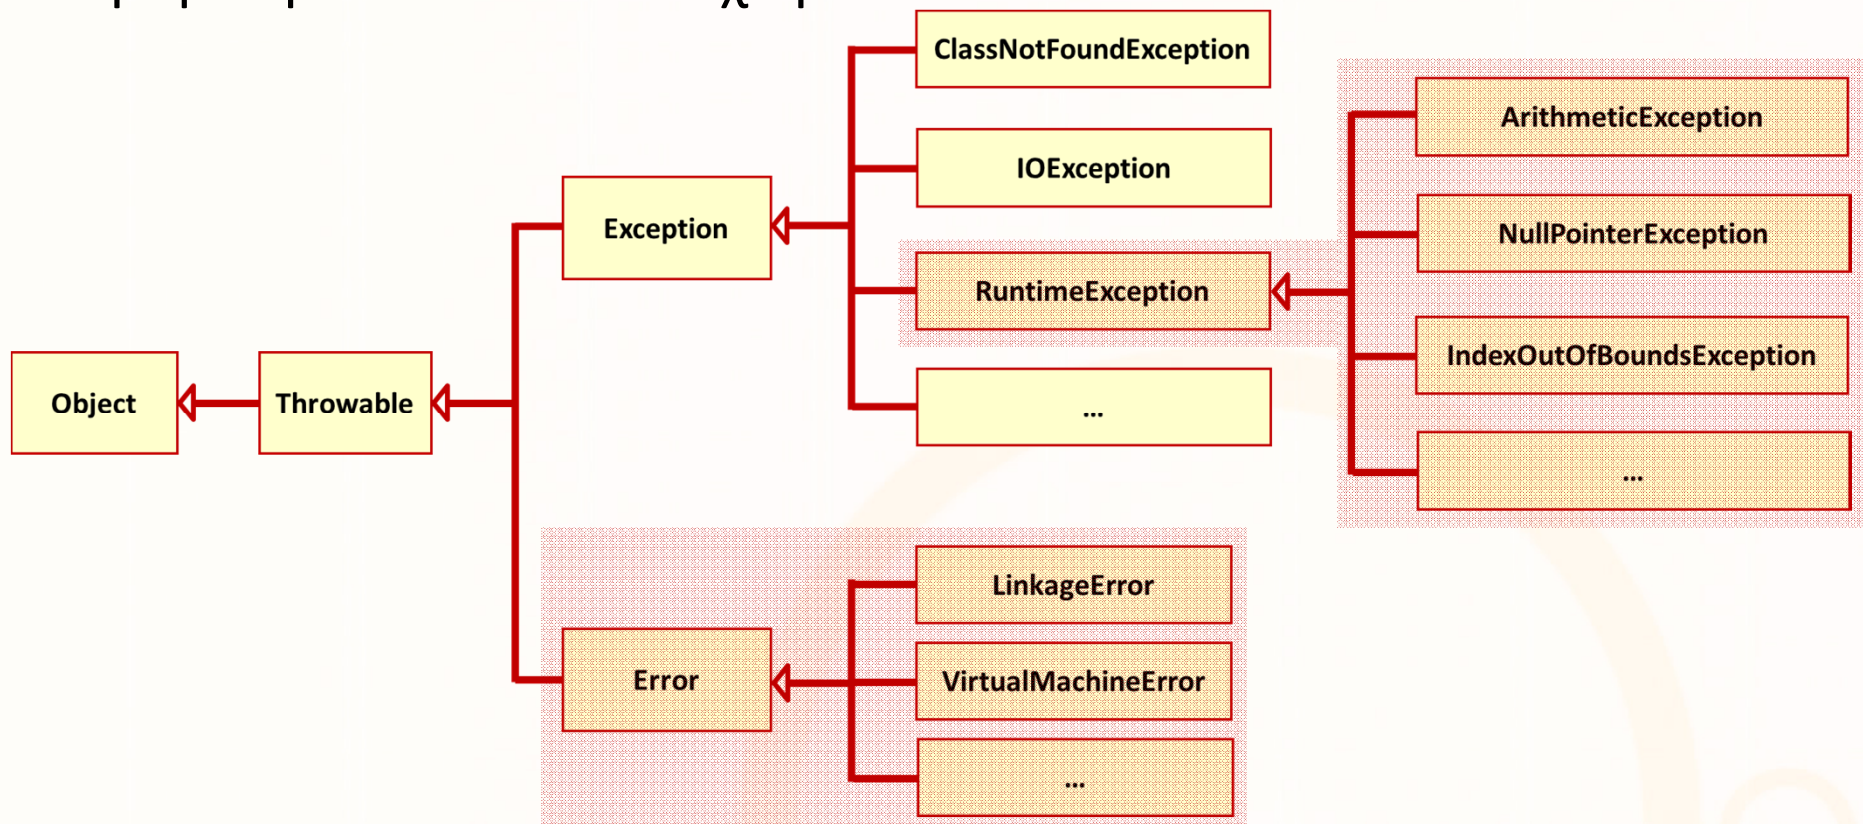 ClassNotFoundException
ArithmeticException
IOException
Exception
NullPointerException
RuntimeException
IndexOutOfBoundsException
Object
Throwable
...
...
LinkageError
Error
VirtualMachineError
...